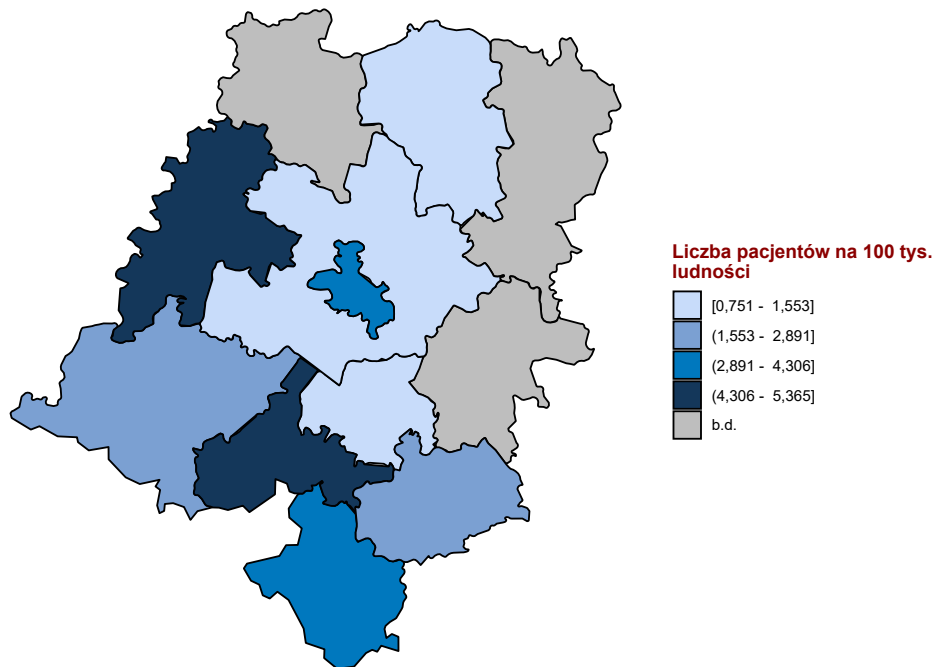 Liczba pacjentów na 100 tys.
ludności
[0,751 - 1,553]
(1,553 - 2,891]
(2,891 - 4,306]
(4,306 - 5,365]
b.d.